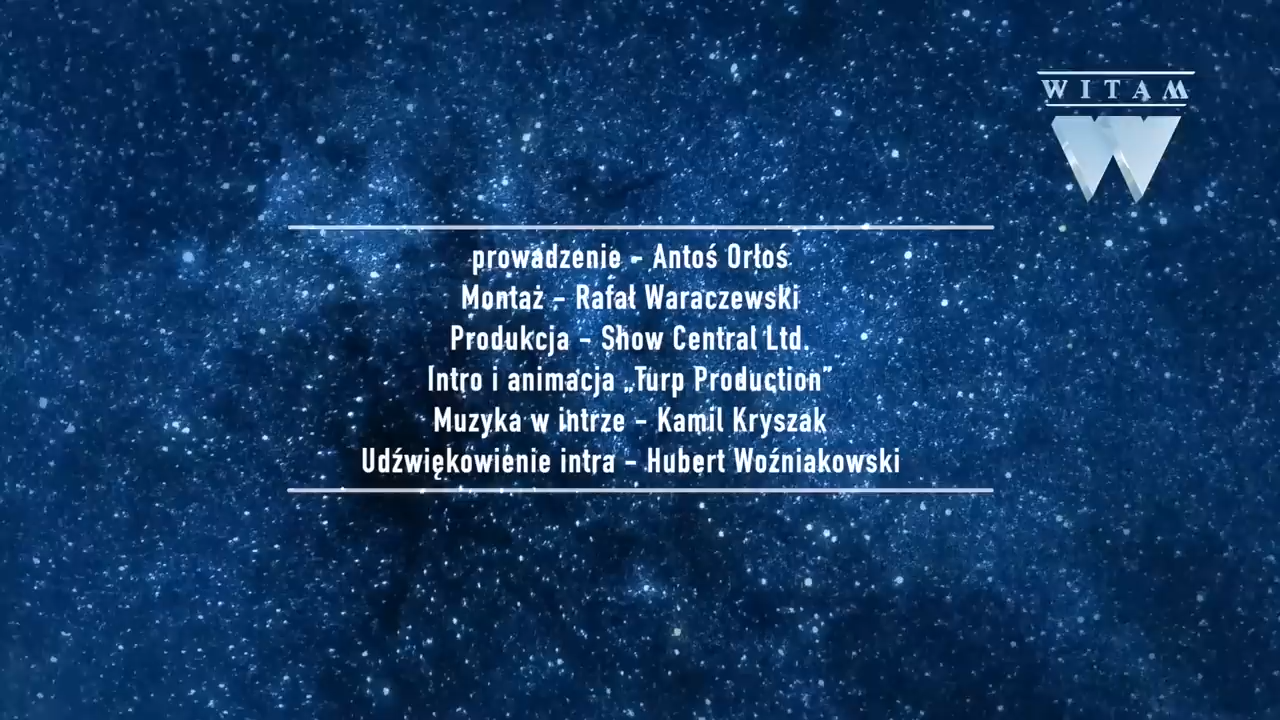 WITAM
W
prowadzenie - Antoś Orłoś
Montaż - Rafał Waraczewski
Produkcja - Show Central Ltd.
Intro i animacja „Turp Production”
Muzyka w intrze - Kamil Kryszak
Udźwiękowienie intra - Hubert Woźniakowski